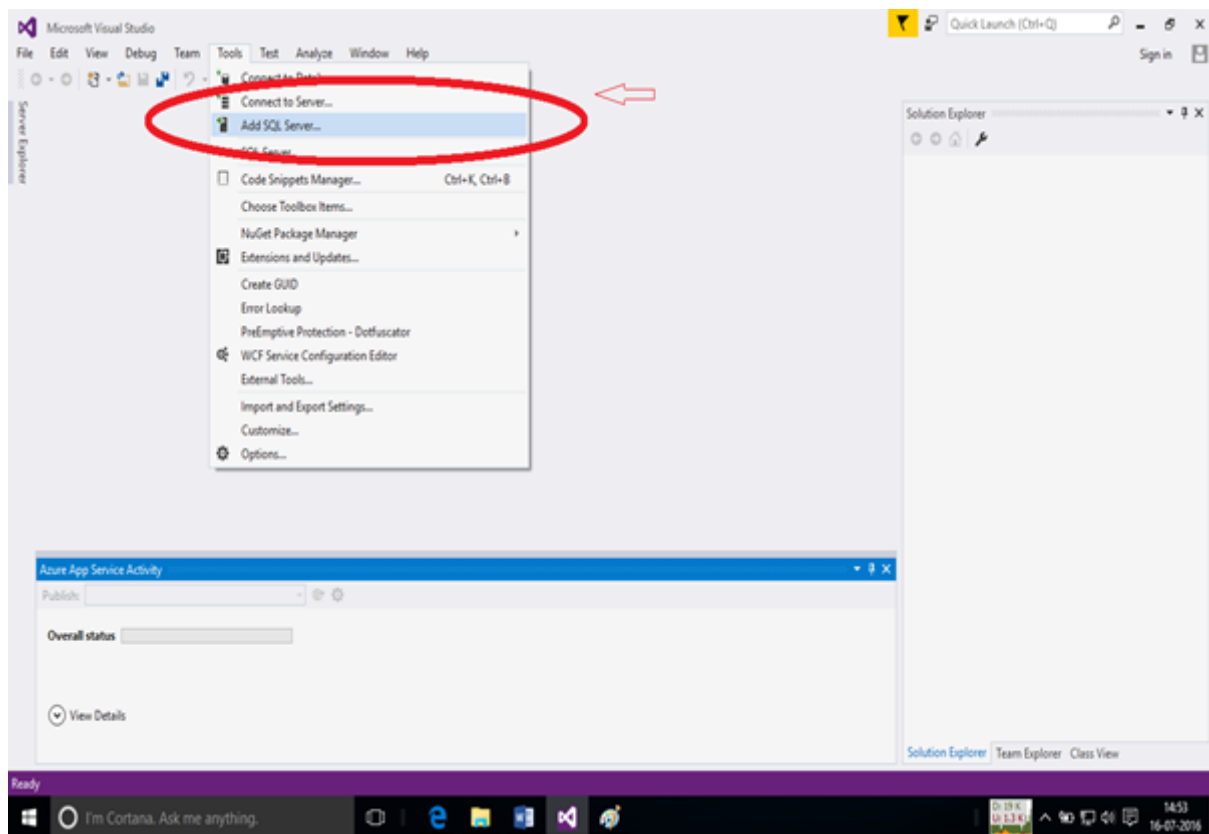 Microsoft Visual Studio
Quick Launch (Ctrl+Q)
File Edit View Debug Team Tools Test Analyze Window Help
Sign in
Server Explorer
Connect to
Connect to Server...
Add SQL Server...
SQL Server
Code Snippets Manager... Ctrl+K, Ctrl+B
Choose Toolbox Items...
NuGet Package Manager
Extensions and Updates...
Create GUID
Error Lookup
PreEmptive Protection - Dotfuscator
WCF Service Configuration Editor
External Tools...
Import and Export Settings...
Customize...
Options...
Solution Explorer
Azure App Service Activity
Publish:
Overall status
View Details
Solution Explorer Team Explorer Class View
Ready
I'm Cortana. Ask me anything.
14:53
16-07-2016